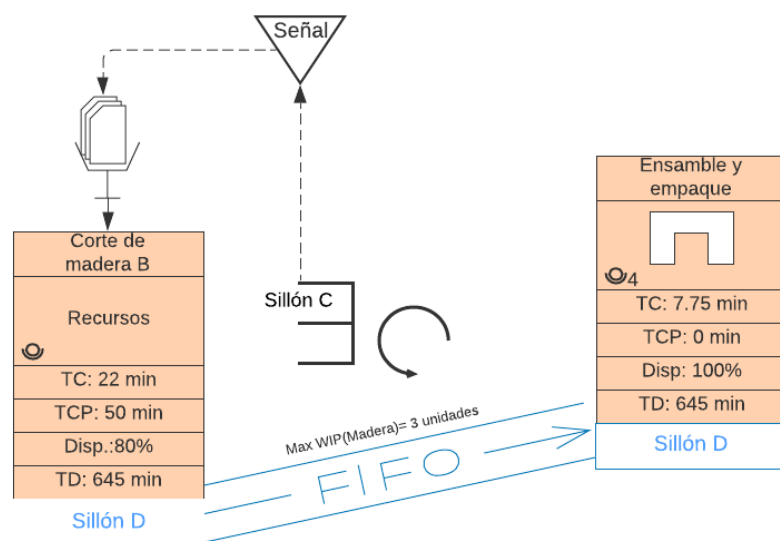 Señal
Ensamble y
empaque
4
TC: 7.75 min
TCP: 0 min
Disp: 100%
TD: 645 min
Sillón D
Corte de
madera B
Recursos
TC: 22 min
TCP: 50 min
Disp.:80%
TD: 645 min
Sillón D
Sillón C
Max WIP(Madera)= 3 unidades
FIFO